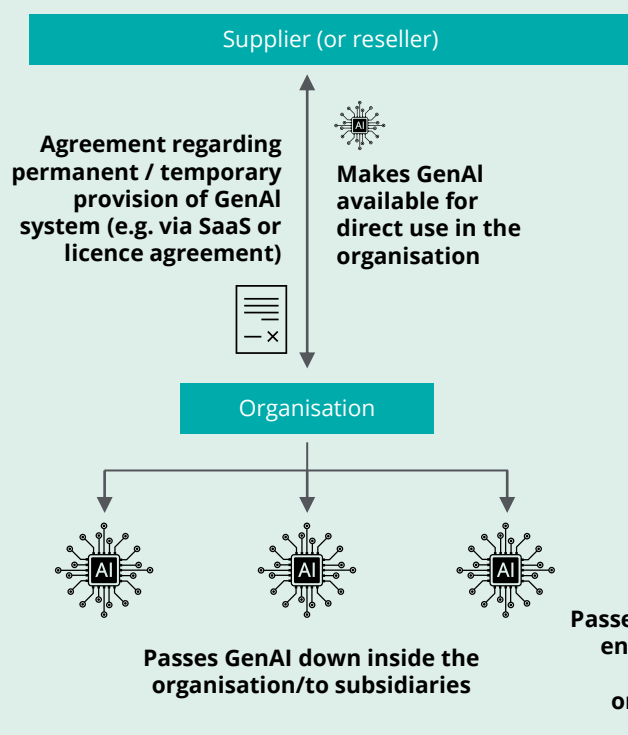 Supplier (or reseller)
Agreement regarding
permanent / temporary
provision of GenAI
system (e.g. via SaaS or
licence agreement)
AI
Makes GenAI
available for
direct use in the
organisation
Organisation
AI
AI
AI
Passes GenAI down inside the
organisation/to subsidiaries